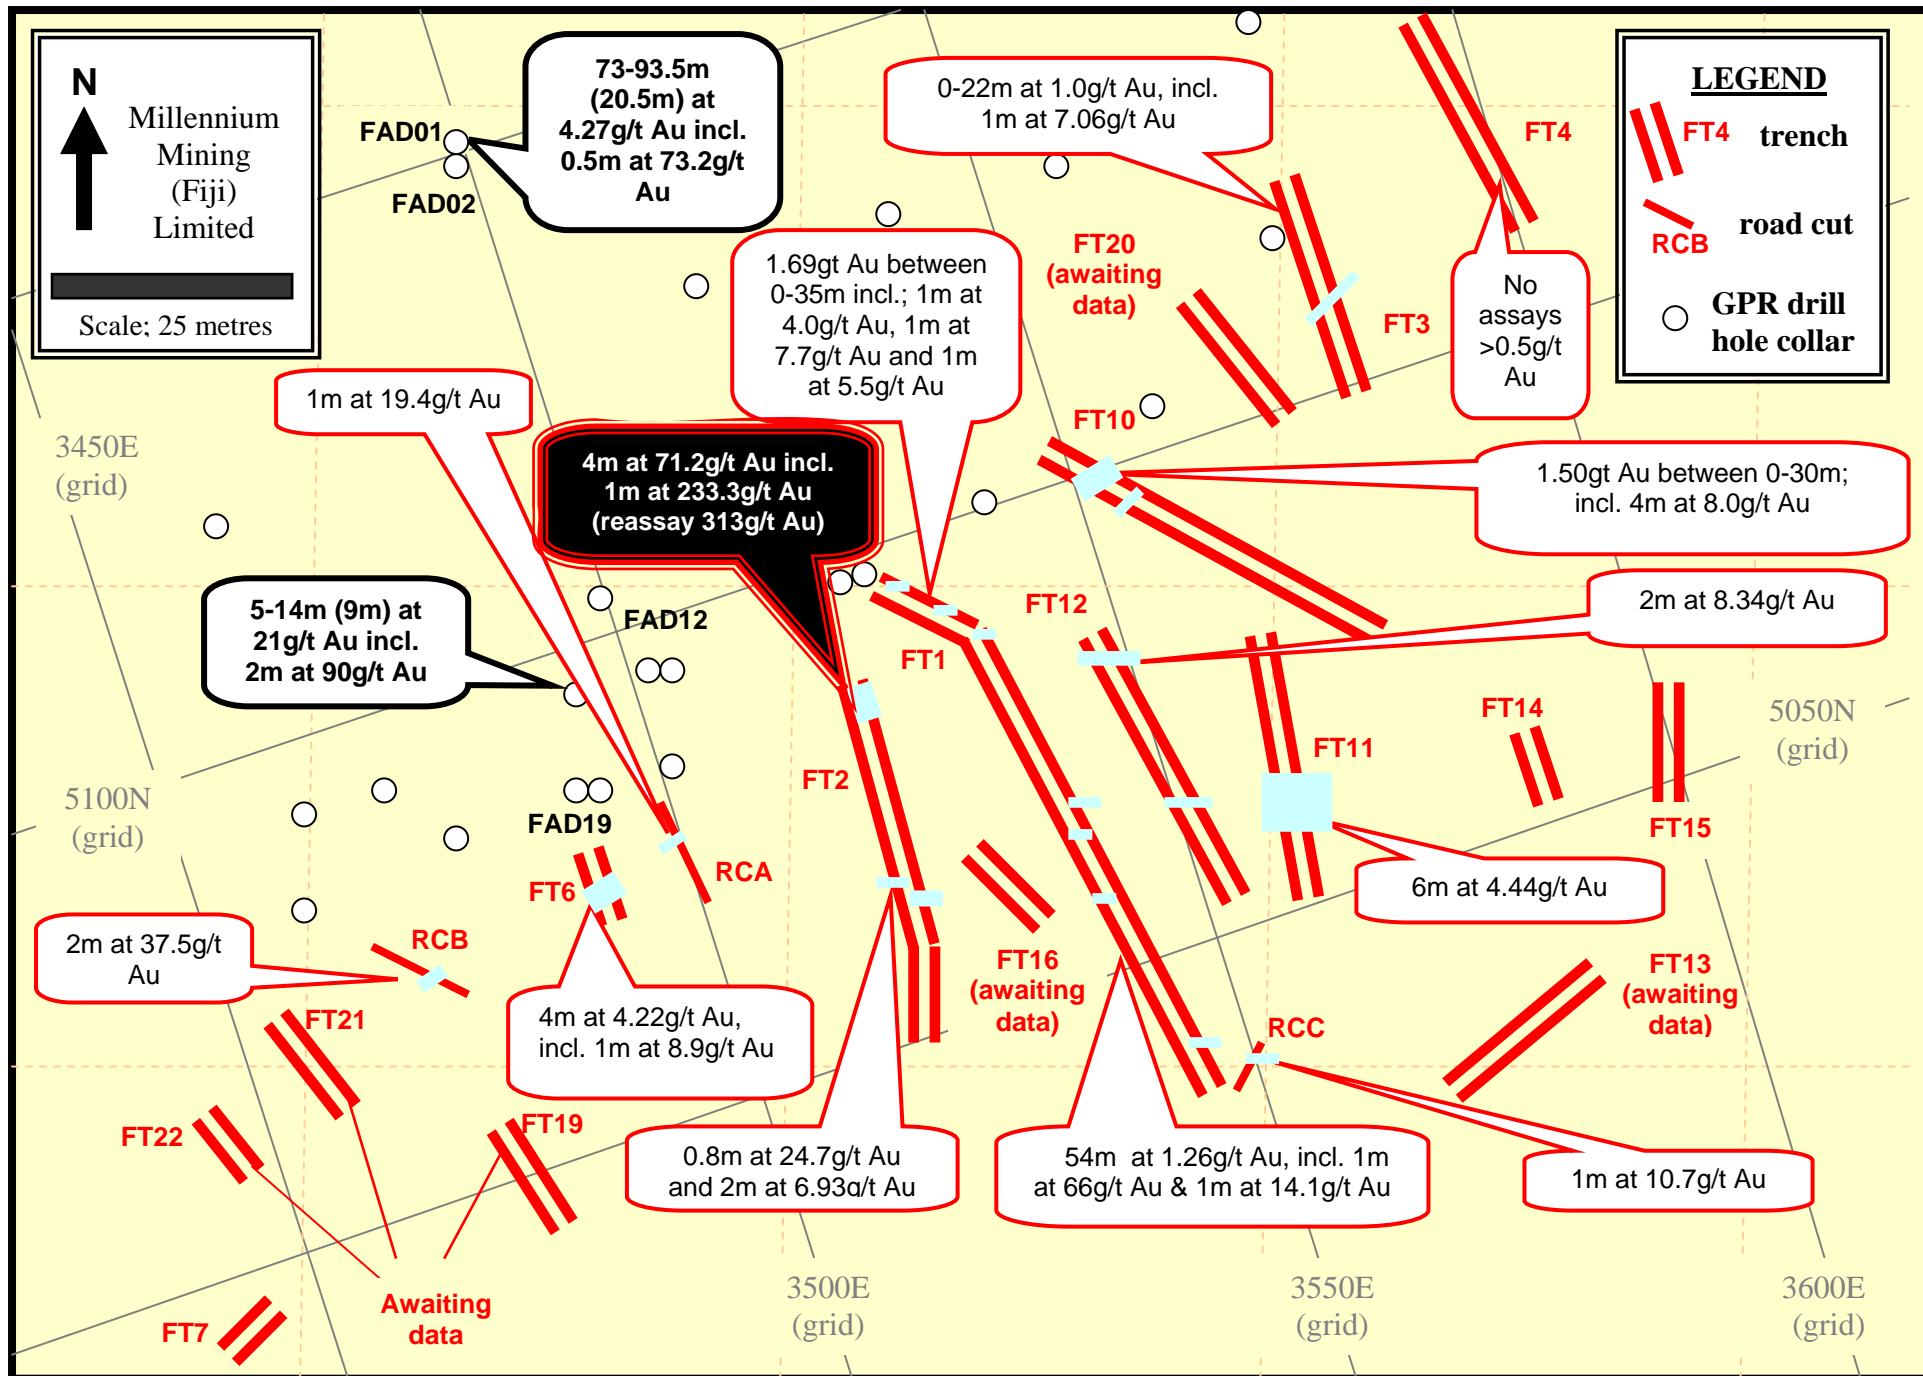 N
Millennium
Mining
(Fiji)
Limited
Scale; 25 metres
FAD01
FAD02
73-93.5m
(20.5m) at
4.27g/t Au incl.
0.5m at 73.2g/t
Au
0-22m at 1.0g/t Au, incl.
1m at 7.06g/t Au
FT4
LEGEND
FT4
trench
road cut
RCB
GPR drill
hole collar
1.69gt Au between
0-35m incl.; 1m at
4.0g/t Au, 1m at
7.7g/t Au and 1m
at 5.5g/t Au
FT20
(awaiting
data)
FT3
No
assays
>0.5g/t
Au
1m at 19.4g/t Au
3450E
(grid)
4m at 71.2g/t Au incl.
1m at 233.3g/t Au
(reassay 313g/t Au)
FT10
1.50gt Au between 0-30m;
incl. 4m at 8.0g/t Au
5-14m (9m) at
21g/t Au incl.
2m at 90g/t Au
FAD12
FT1
FT12
2m at 8.34g/t Au
FT14
5050N
(grid)
FT2
FT11
FT15
5100N
(grid)
FAD19
FT6
RCA
6m at 4.44g/t Au
2m at 37.5g/t
Au
RCB
FT21
4m at 4.22g/t Au,
incl. 1m at 8.9g/t Au
FT16
(awaiting
data)
RCC
FT13
(awaiting
data)
FT22
FT19
0.8m at 24.7g/t Au
and 2m at 6.93g/t Au
54m at 1.26g/t Au, incl. 1m
at 66g/t Au & 1m at 14.1g/t Au
1m at 10.7g/t Au
FT7
Awaiting
data
3500E
(grid)
3550E
(grid)
3600E
(grid)